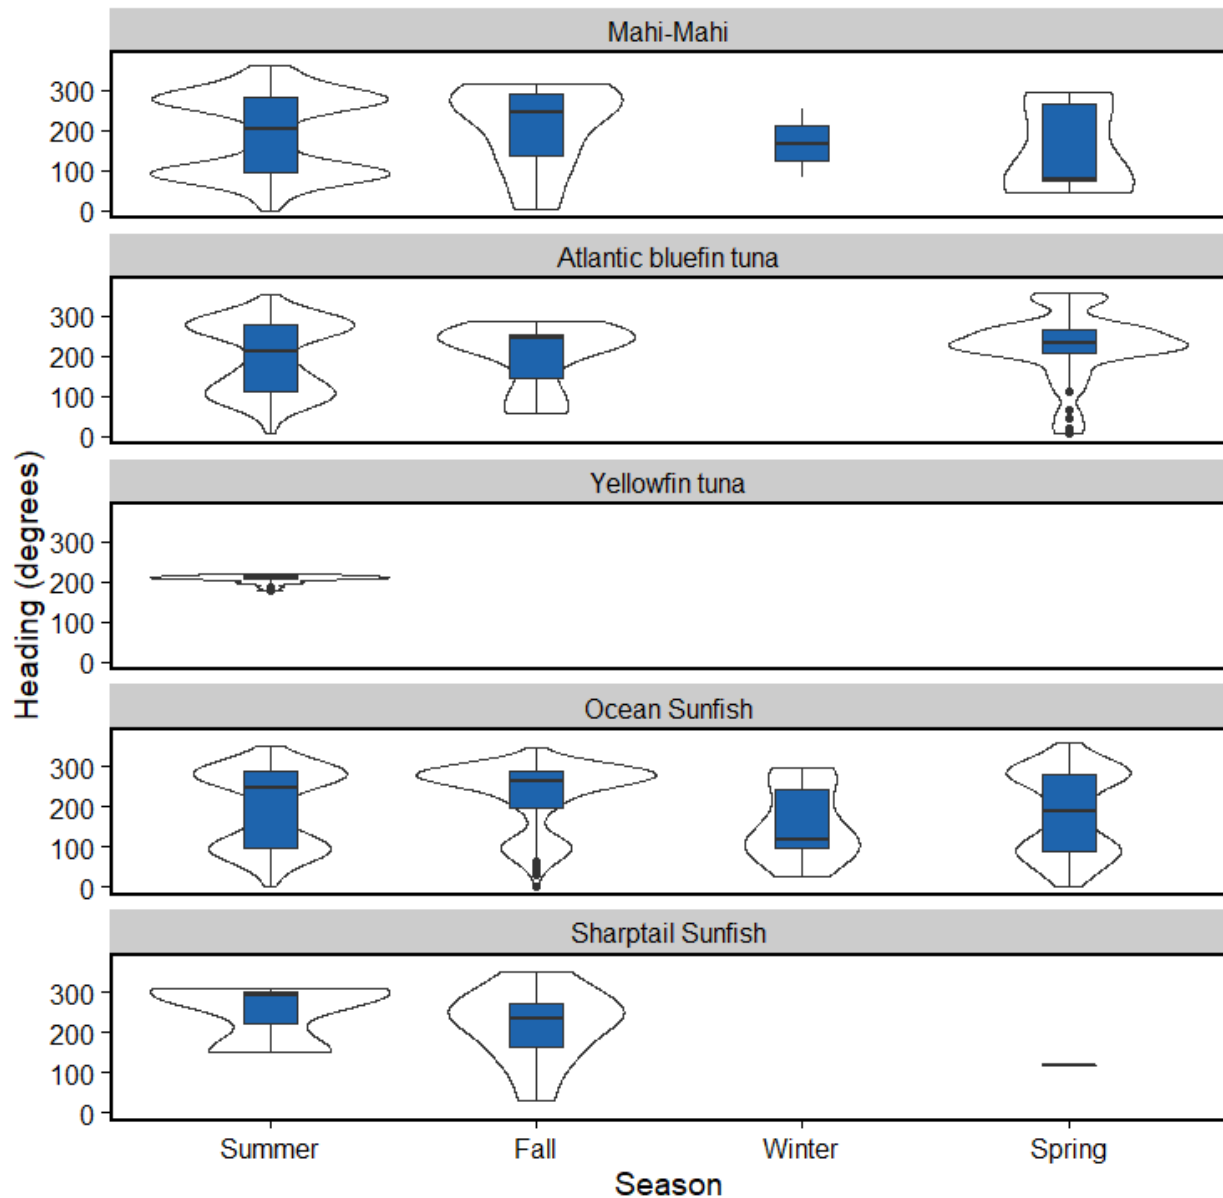 Mahi-Mahi
300
200
100
0
Atlantic bluefin tuna
300
200
100
0
Yellowfin tuna
300
200
100
0
Ocean Sunfish
300
200
100
0
Sharptail Sunfish
300
200
100
0
Heading (degrees)
Summer Fall Winter Spring
Season